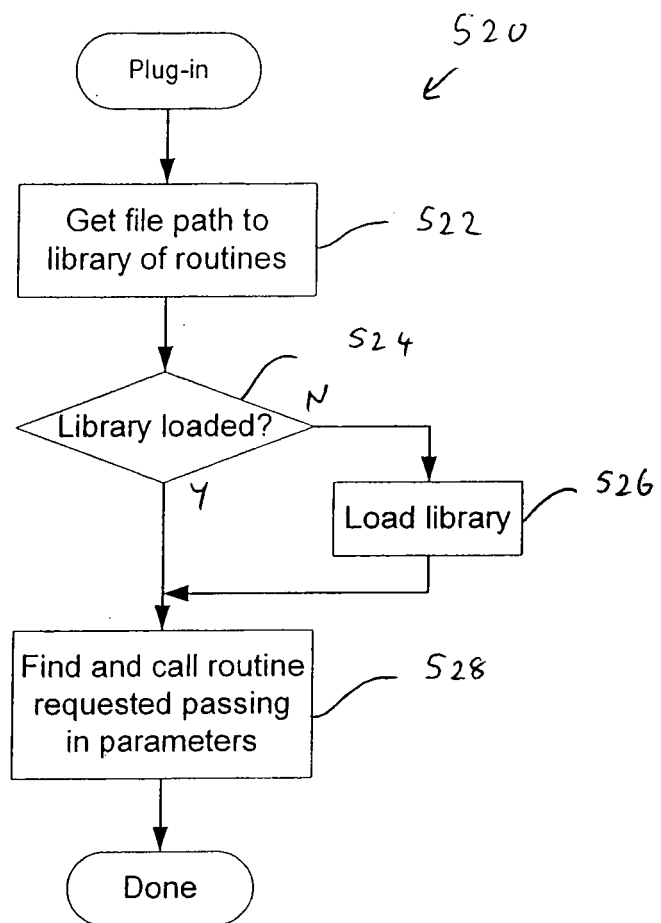 520
Plug-in
Get file path to
library of routines
522
524
Library loaded?
N
Y
Load library
526
Find and call routine
requested passing
in parameters
528
Done